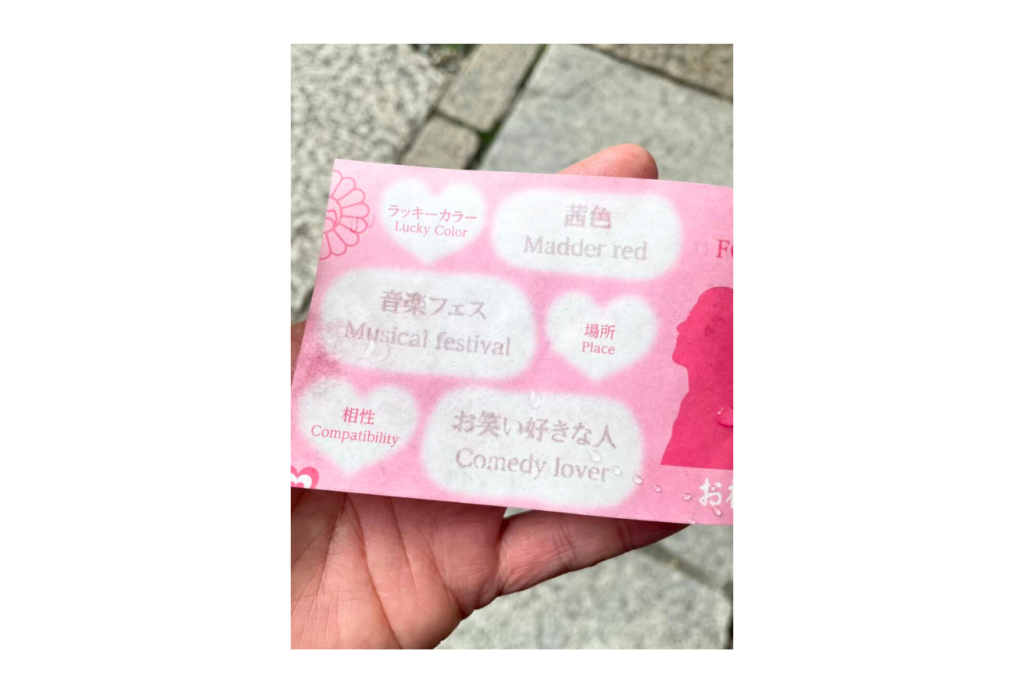 ラッキーカラー
Lucky Color
茜色
Madder red
音楽フェス
Musical festival
場所
Place
相性
Compatibility
お笑い好きな人
Comedy lover
お